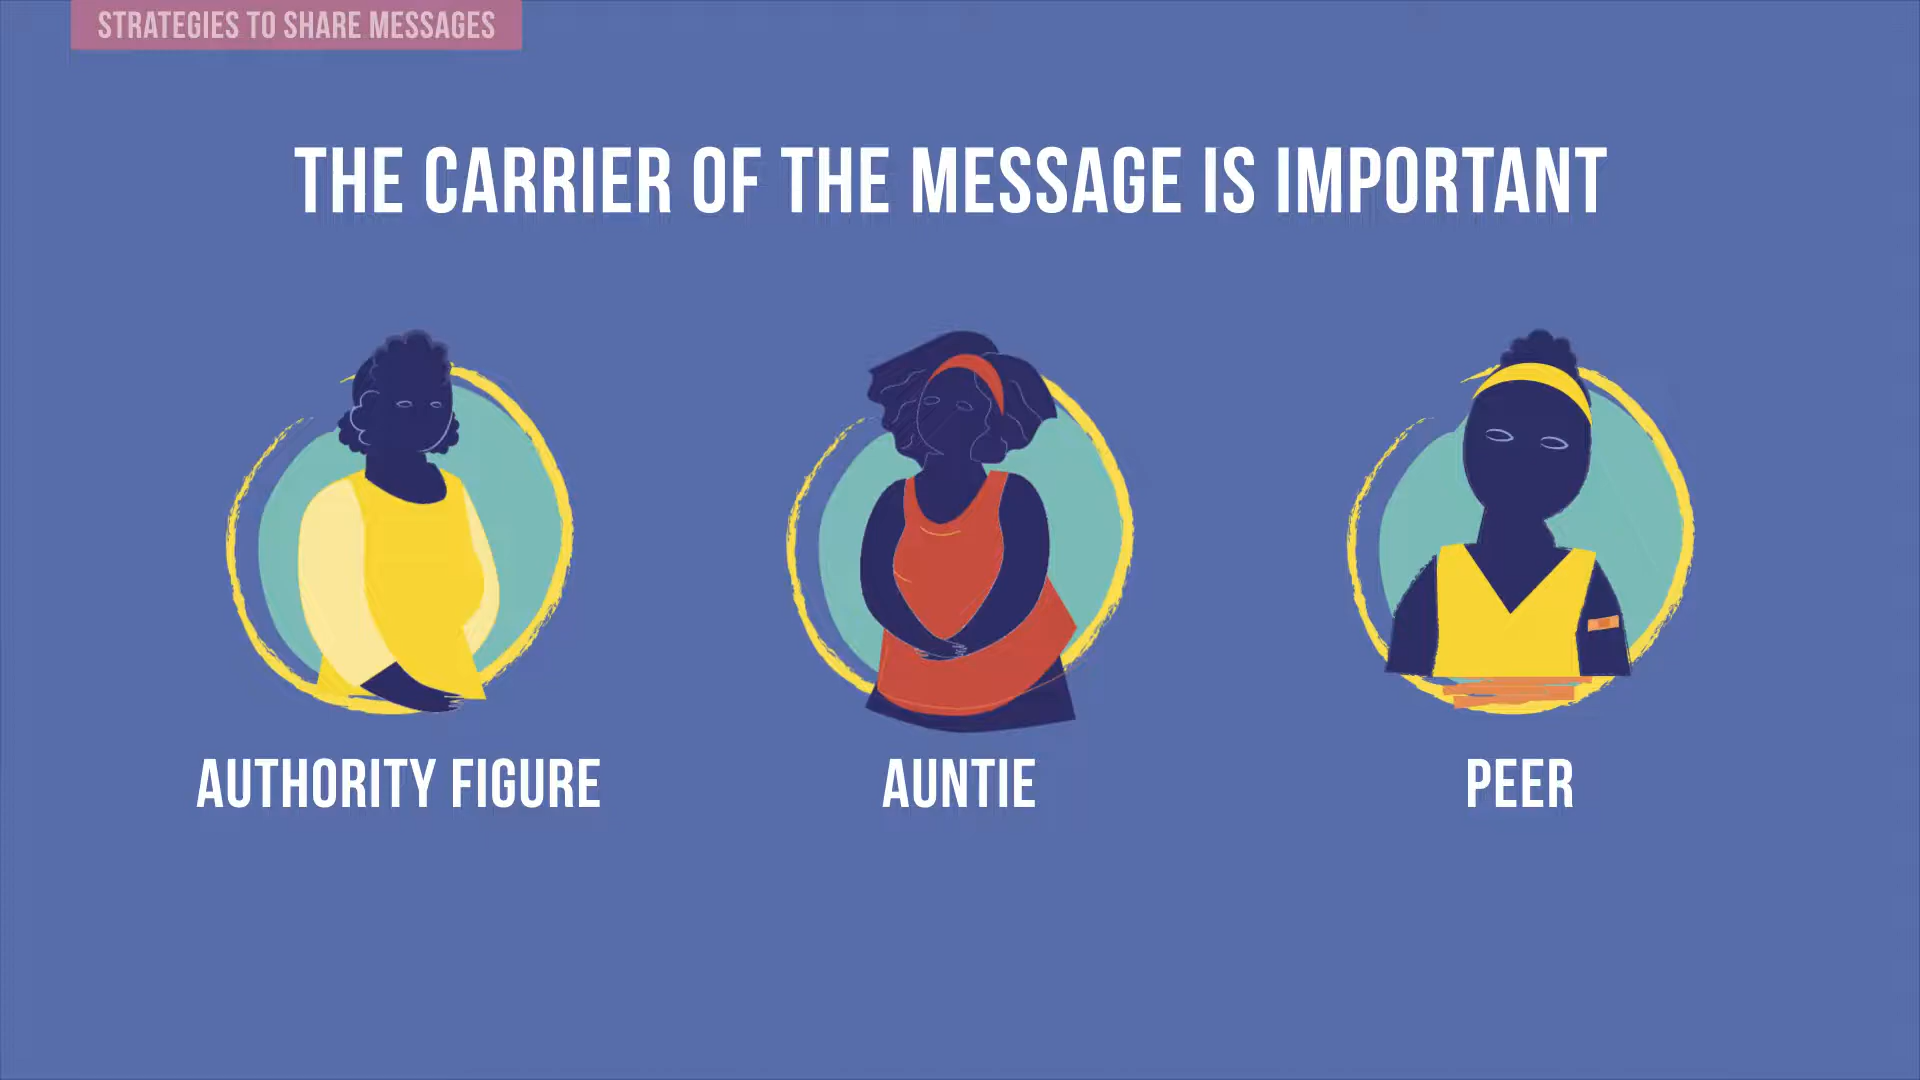 STRATEGIES TO SHARE MESSAGES
THE CARRIER OF THE MESSAGE IS IMPORTANT
AUTHORITY FIGURE
AUNTIE
PEER